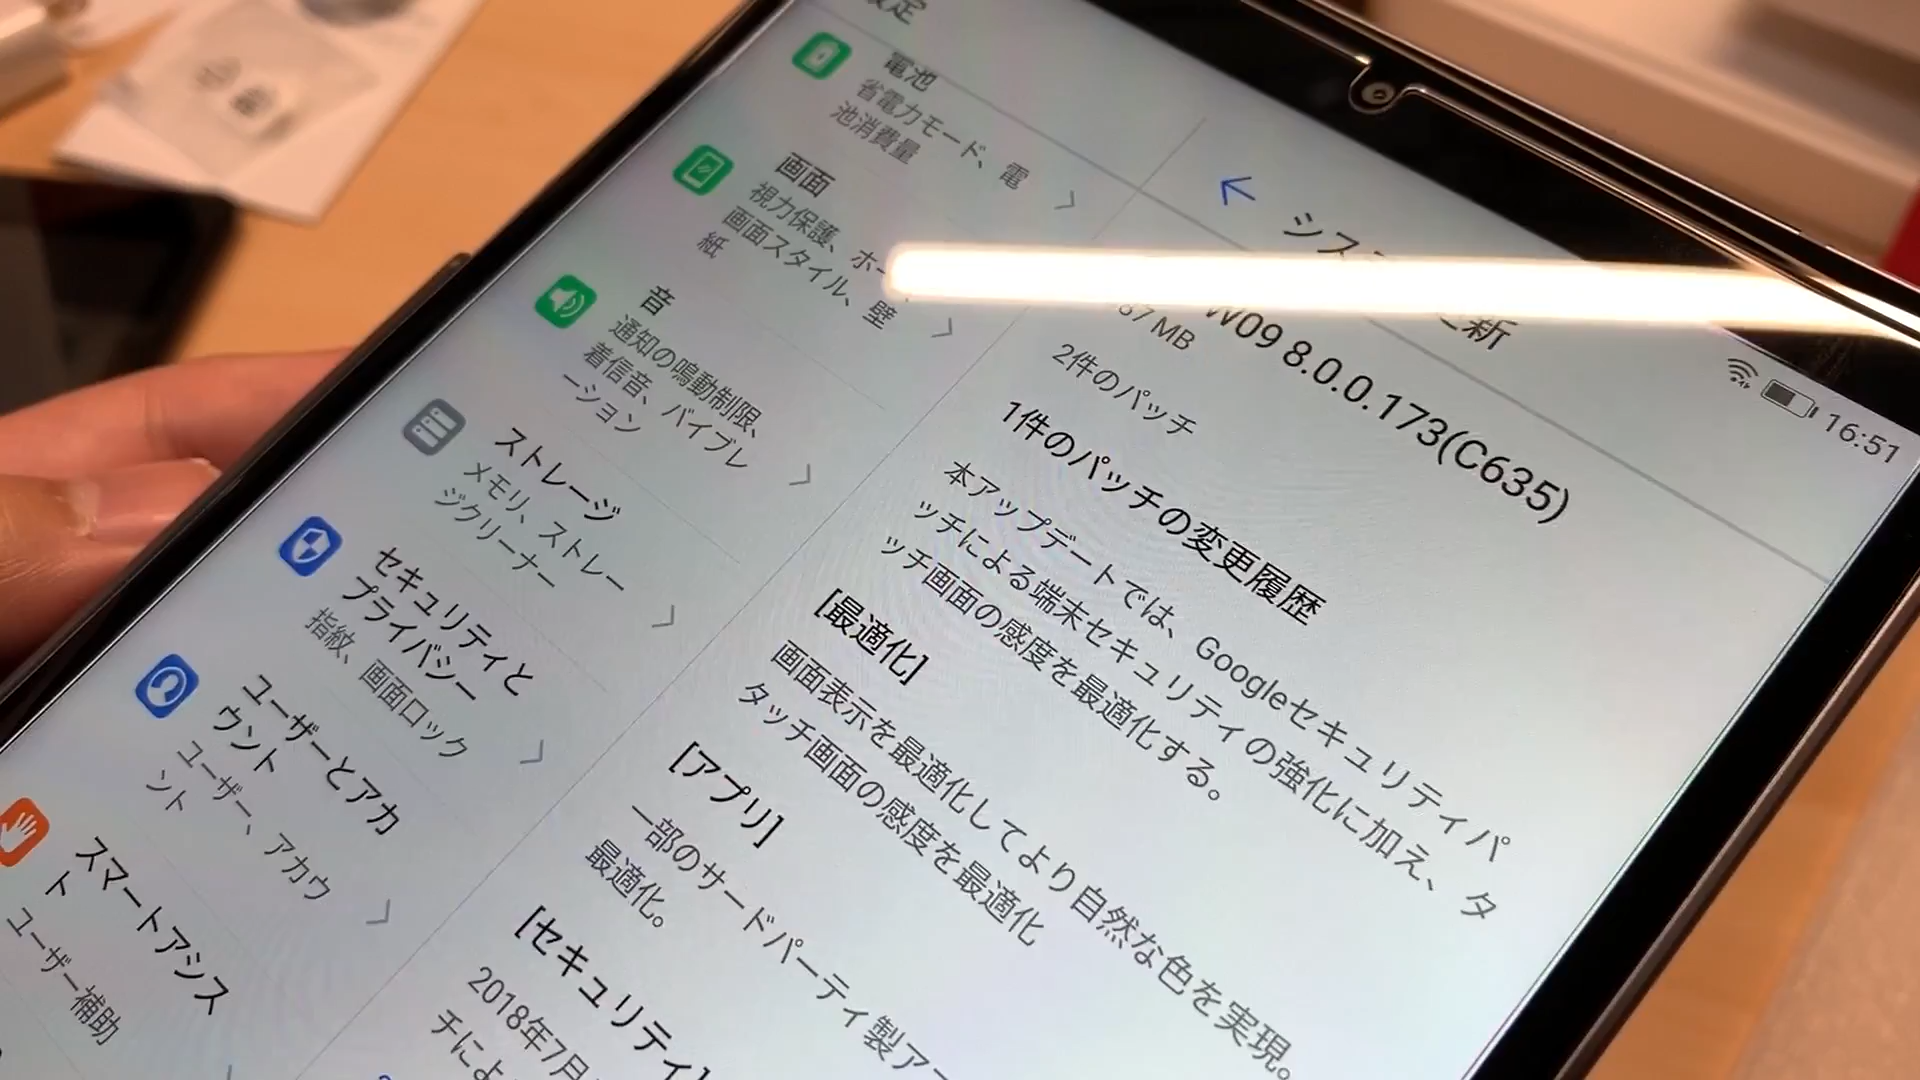 設定
電池
省電力モード、電
池消費量
画面
視力保護、ホー
画面スタイル、壁
紙
音
通知の鳴動制限、
着信音、バイブレ
ーション
ストレージ
メモリ、ストレー
ジクリーナー
セキュリティと
プライバシー
指紋、画面ロック
ユーザーとアカ
ウント
ユーザー、アカウ
ント
スマートアシス
ト
ユーザー補助
16:51
シス
更新
W09 8.0.0.173(C635)
87 MB
2件のパッチ
1件のパッチの変更履歴
本アップデートでは、Googleセキュリティパ
ッチによる端末セキュリティの強化に加え、タ
ッチ画面の感度を最適化する。
[最適化]
画面表示を最適化してより自然な色を実現。
タッチ画面の感度を最適化
[アプリ]
一部のサードパーティ製ア
最適化。
[セキュリティ]
2018年7月
チによ